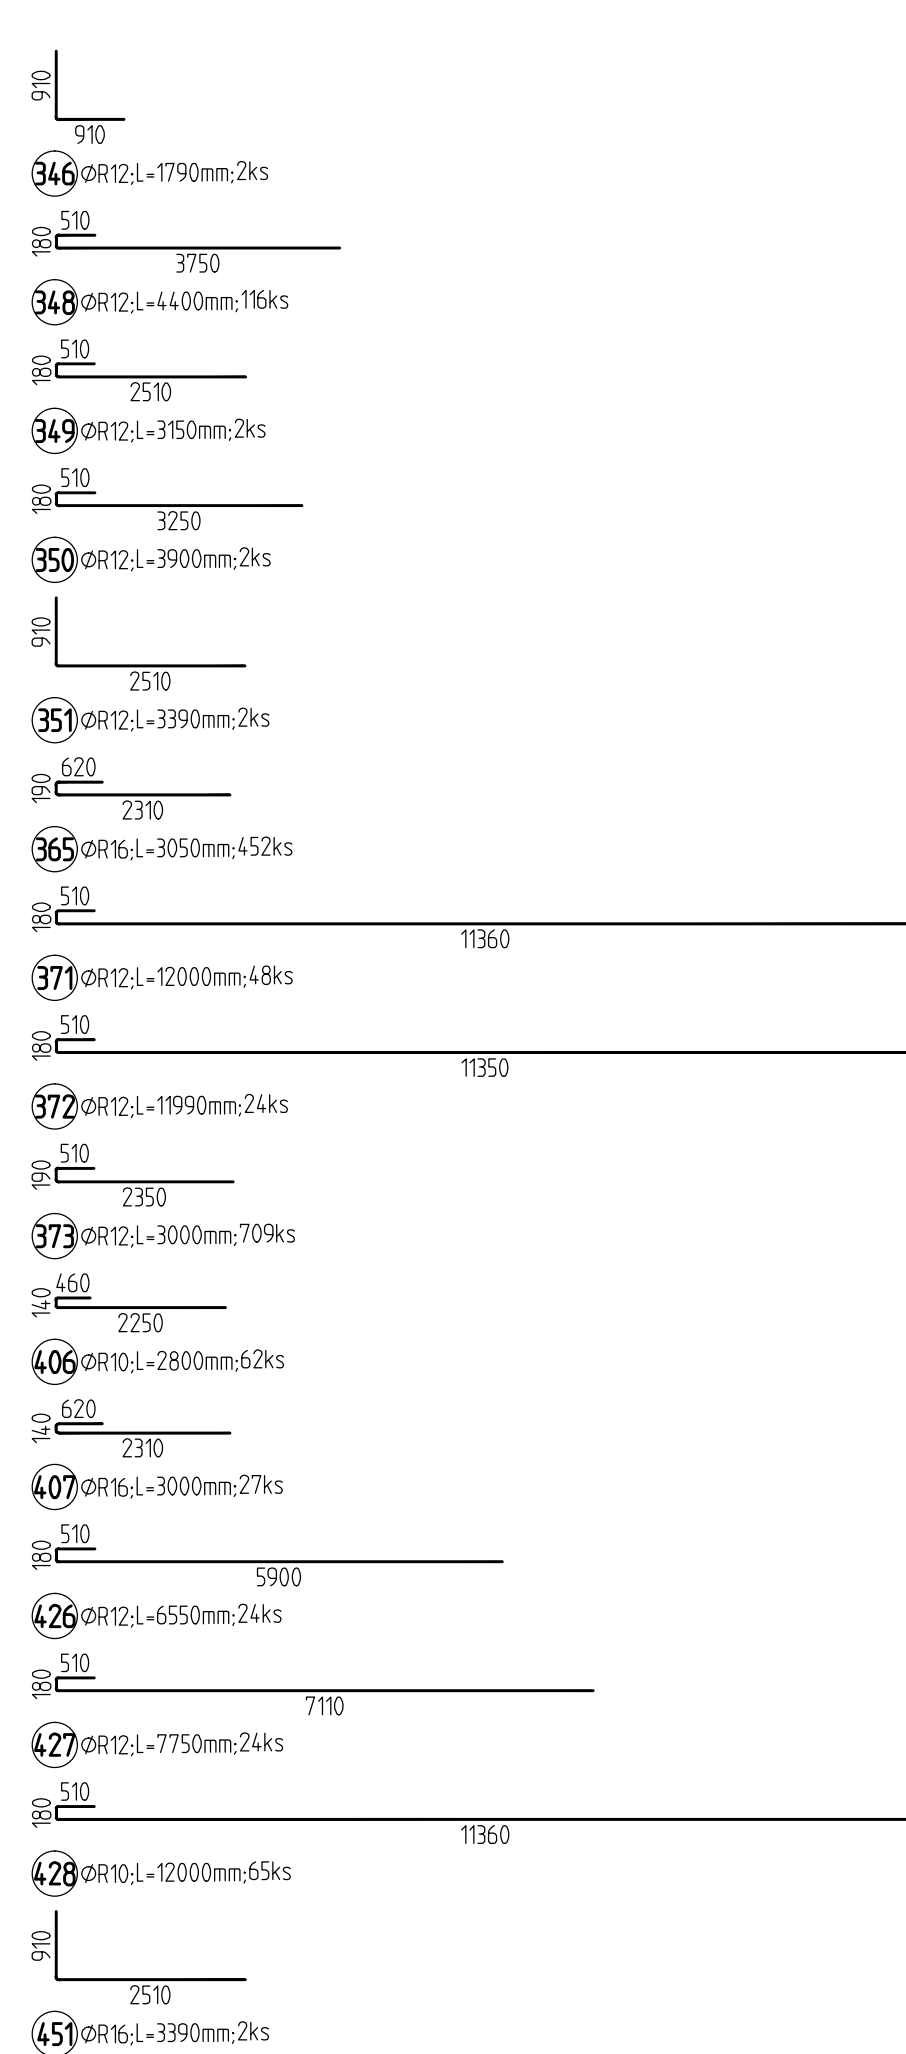 910
910
346 ØR12;L=1790mm;2ks
510
180
3750
348 ØR12;L=4400mm;116ks
510
180
2510
349 ØR12;L=3150mm;2ks
510
180
3250
350 ØR12;L=3900mm;2ks
910
2510
351 ØR12;L=3390mm;2ks
620
190
2310
365 ØR16;L=3050mm;452ks
510
180
11360
371 ØR12;L=12000mm;48ks
510
180
11350
372 ØR12;L=11990mm;24ks
510
190
2350
373 ØR12;L=3000mm;709ks
460
140
2250
406 ØR10;L=2800mm;62ks
620
140
2310
407 ØR16;L=3000mm;27ks
510
180
5900
426 ØR12;L=6550mm;24ks
510
180
7110
427 ØR12;L=7750mm;24ks
510
180
11360
428 ØR10;L=12000mm;65ks
910
2510
451 ØR16;L=3390mm;2ks